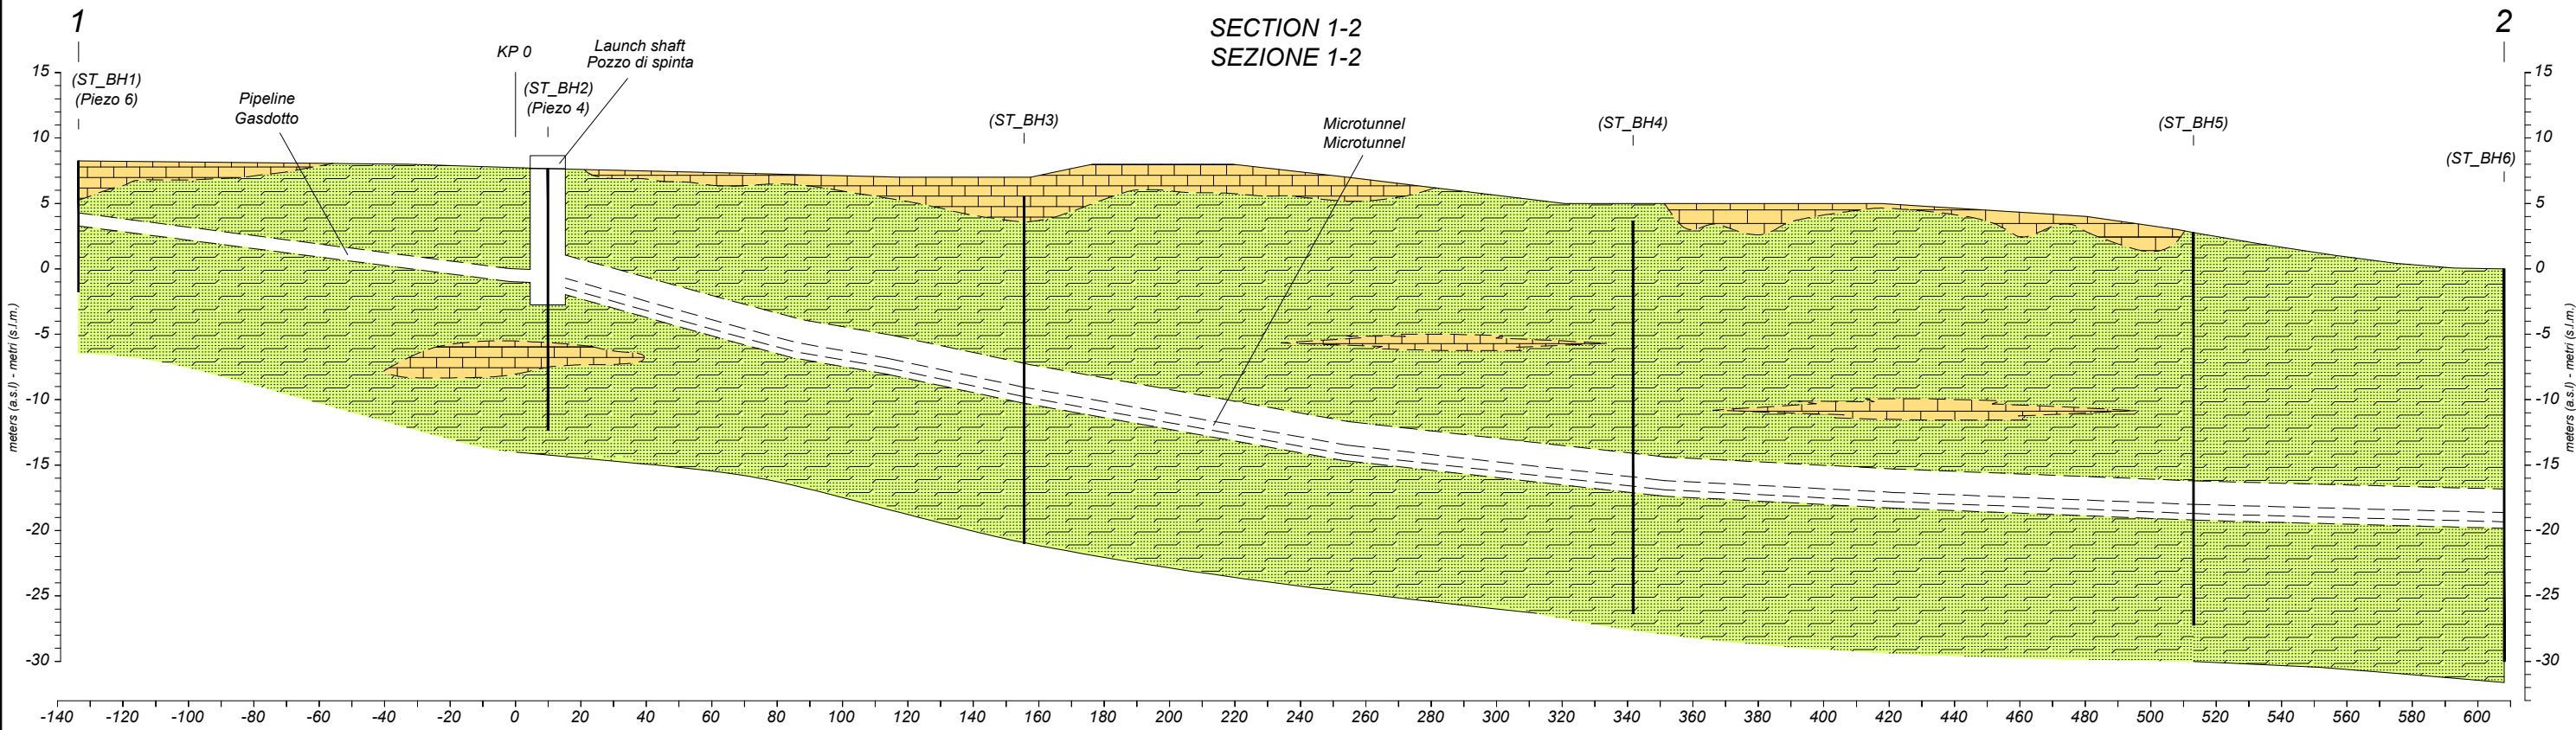 1
SECTION 1-2
SEZIONE 1-2
2
KP 0
Launch shaft
Pozzo di spinta
(ST_BH1)
(Piezo 6)
Pipeline
Gasdotto
(ST_BH2)
(Piezo 4)
(ST_BH3)
Microtunnel
Microtunnel
(ST_BH4)
(ST_BH5)
(ST_BH6)
15
10
5
0
-5
-10
-15
-20
-25
-30
meters (a.s.l) - metri (s.l.m.)
15
10
5
0
-5
-10
-15
-20
-25
-30
meters (a.s.l) - metri (s.l.m.)
-140 -120 -100 -80 -60 -40 -20 0 20 40 60 80 100 120 140 160 180 200 220 240 260 280 300 320 340 360 380 400 420 440 460 480 500 520 540 560 580 600